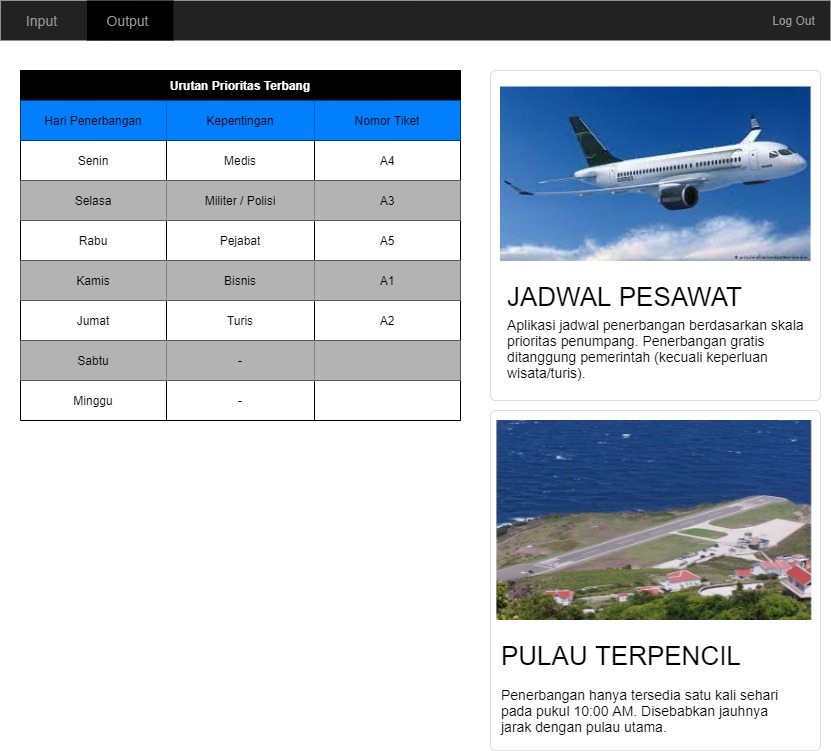 Input Output Log Out
Urutan Prioritas Terbang
Hari Penerbangan Kepentingan Nomor Tiket
Senin Medis A4
Selasa Militer / Polisi A3
Rabu Pejabat A5
Kamis Bisnis A1
Jumat Turis A2
Sabtu -
Minggu -
JADWAL PESAWAT
Aplikasi jadwal penerbangan berdasarkan skala
prioritas penumpang. Penerbangan gratis
ditanggung pemerintah (kecuali keperluan
wisata/turis).
PULAU TERPENCIL
Penerbangan hanya tersedia satu kali sehari
pada pukul 10:00 AM. Disebabkan jauhnya
jarak dengan pulau utama.